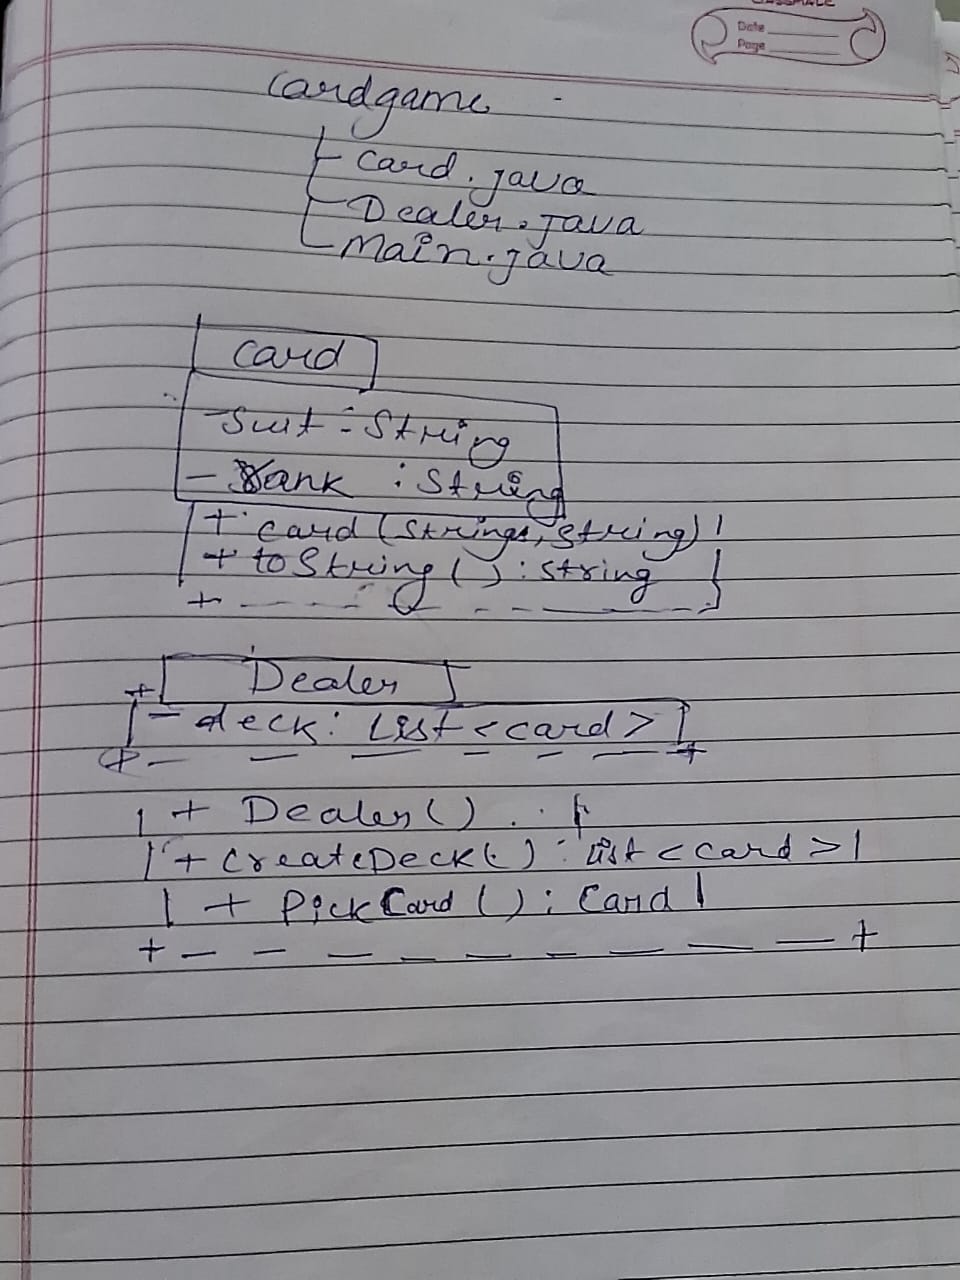 Date
Page
Cardgame
Card.java
Dealer.java
Main.java
Card
- Suit : String
- rank : String
+ Card (String, String)
+ toString() : String
Dealer
- deck: List <card>
+ Dealer()
+ CreateDeck() : List <card>
+ PickCard () : Card